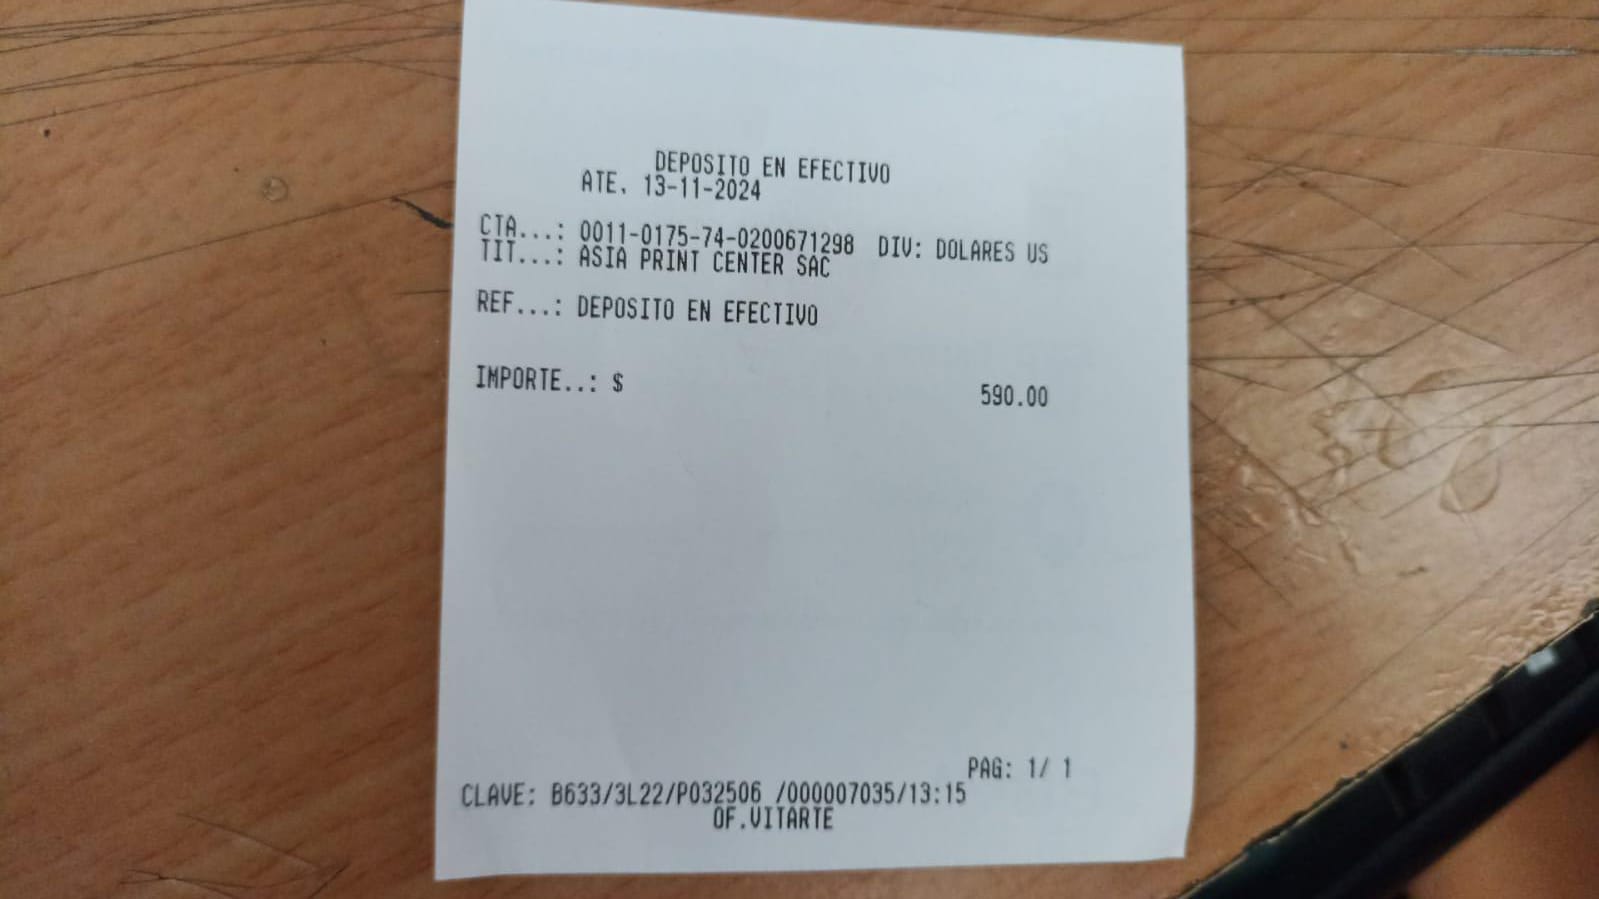 DEPOSITO EN EFECTIVO
ATE. 13-11-2024
CTA...: 0011-0175-74-0200671298 DIV: DOLARES US
TIT...: ASIA PRINT CENTER SAC
REF...: DEPOSITO EN EFECTIVO
IMPORTE..: $ 590.00
PAG: 1/ 1
CLAVE: B633/3L22/P032506 /000007035/13:15
OF.VITARTE